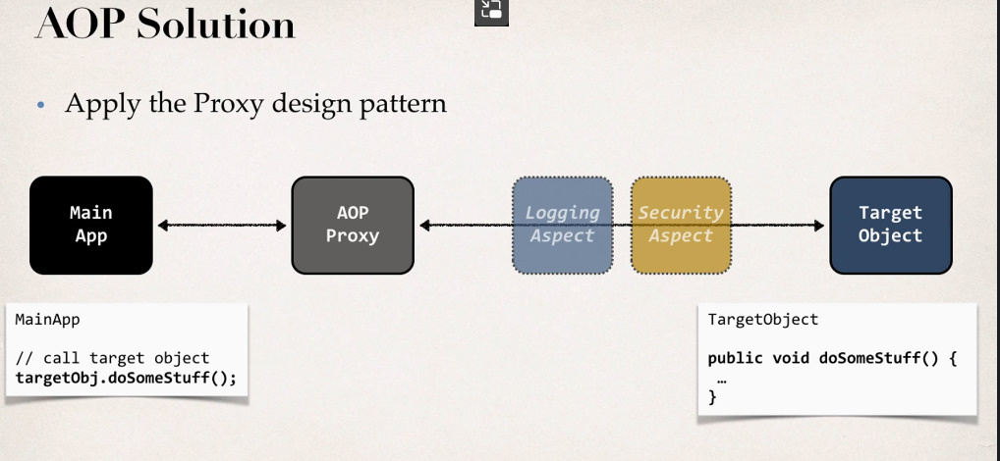 AOP Solution
• Apply the Proxy design pattern
Main
App
AOP
Proxy
Logging
Aspect
Security
Aspect
Target
Object
MainApp
// call target object
targetObj.doSomeStuff();
TargetObject
public void doSomeStuff() {
…
}